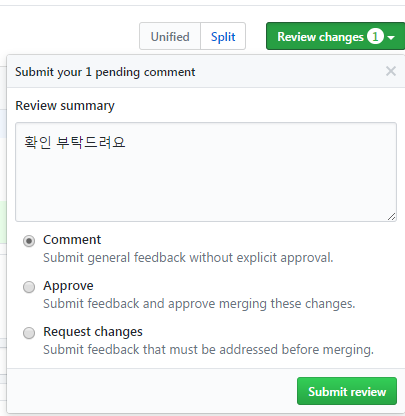 Unified Split Review changes 1
Submit your 1 pending comment
Review summary
확인 부탁드려요
Comment
Submit general feedback without explicit approval.
Approve
Submit feedback and approve merging these changes.
Request changes
Submit feedback that must be addressed before merging.
Submit review